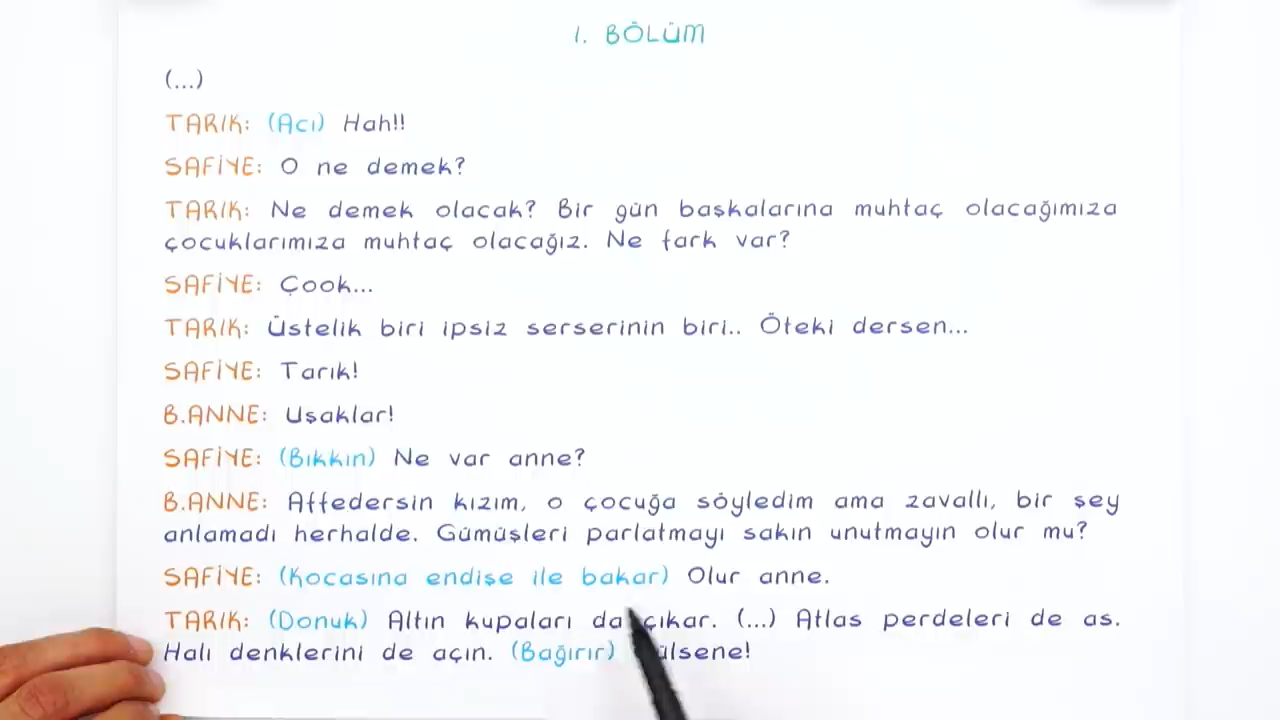 1. BÖLÜM
(...)
TARIK: (Acı) Hah!!
SAFİYE: O ne demek?
TARIK: Ne demek olacak? Bir gün başkalarına muhtaç olacağımıza
çocuklarımıza muhtaç olacağız. Ne fark var?
SAFİYE: Çook...
TARIK: Üstelik biri ipsiz serserinin biri.. Öteki dersen...
SAFİYE: Tarık!
B.ANNE: Uşaklar!
SAFİYE: (Bıkkın) Ne var anne?
B.ANNE: Affedersin kızım, o çocuğa söyledim ama zavallı, bir şey
anlamadı herhalde. Gümüşleri parlatmayı sakın unutmayın olur mu?
SAFİYE: (Kocasına endişe ile bakar) Olur anne.
TARIK: (Donuk) Altın kupaları da çıkar. (...) Atlas perdeleri de as.
Halı denklerini de açın. (Bağırır)